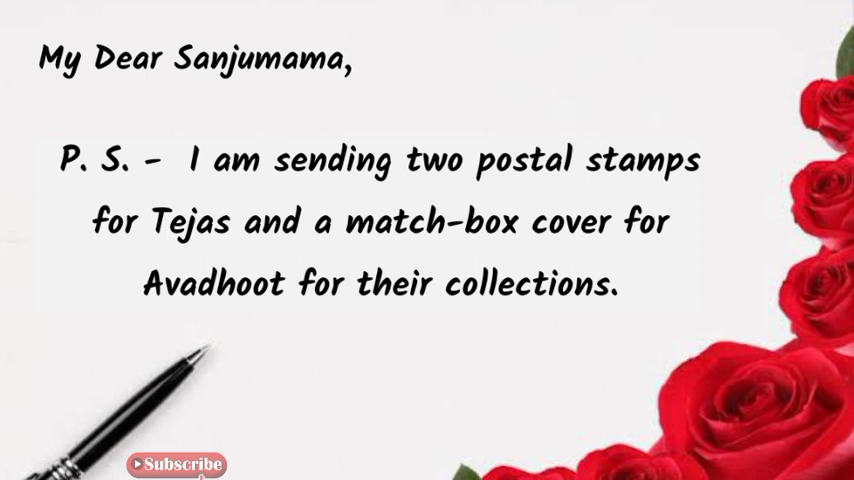 My Dear Sanjumama,
P. S. - I am sending two postal stamps
for Tejas and a match-box cover for
Avadhoot for their collections.
Subscribe